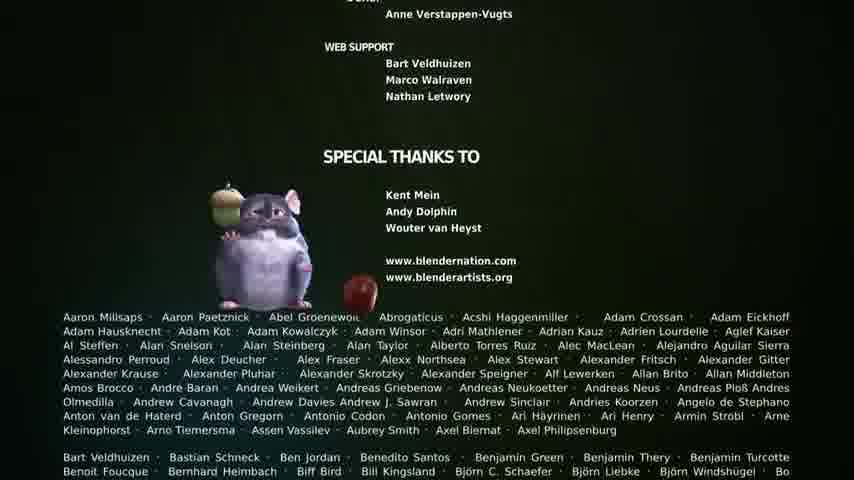 Anne Verstappen-Vugts
WEB SUPPORT
Bart Veldhuizen
Marco Walraven
Nathan Letwory
SPECIAL THANKS TO
Kent Mein
Andy Dolphin
Wouter van Heyst
www.blendernation.com
www.blenderartists.org
Aaron Millsaps · Aaron Paetznick · Abel Groenewolt · Abrogaticus · Acshi Haggenmiller · Adam Crossan · Adam Eickhoff
Adam Hausknecht · Adam Kot · Adam Kowalczyk · Adam Winsor · Adri Mathlener · Adrian Kauz · Adrien Lourdelle · Aglef Kaiser
Al Steffen · Alan Snelson · Alan Steinberg · Alan Taylor · Alberto Torres Ruiz · Alec MacLean · Alejandro Aguilar Sierra
Alessandro Perroud · Alex Deucher · Alex Fraser · Alexx Northsea · Alex Stewart · Alexander Fritsch · Alexander Gitter
Alexander Krause · Alexander Pluhar · Alexander Skrotzky · Alexander Speigner · Alf Lewerken · Allan Brito · Allan Middleton
Amos Brocco · Andre Baran · Andrea Weikert · Andreas Griebenow · Andreas Neukoetter · Andreas Neus · Andreas Ploß Andres
Olmedilla · Andrew Cavanagh · Andrew Davies Andrew J. Sawran · Andrew Sinclair · Andries Koorzen · Angelo de Stephano
Anton van de Haterd · Anton Gregorn · Antonio Codon · Antonio Gomes · Ari Häyrinen · Ari Henry · Armin Strobl · Arne
Kleinophorst · Arno Tiemersma · Assen Vassilev · Aubrey Smith · Axel Biernat · Axel Philipsenburg
Bart Veldhuizen · Bastian Schneck · Ben Jordan · Benedito Santos · Benjamin Green · Benjamin Thery · Benjamin Turcotte
Benoit Foucque · Bernhard Heimbach · Biff Bird · Bill Kingsland · Björn C. Schaefer · Björn Liebke · Björn Windshügel · Bo